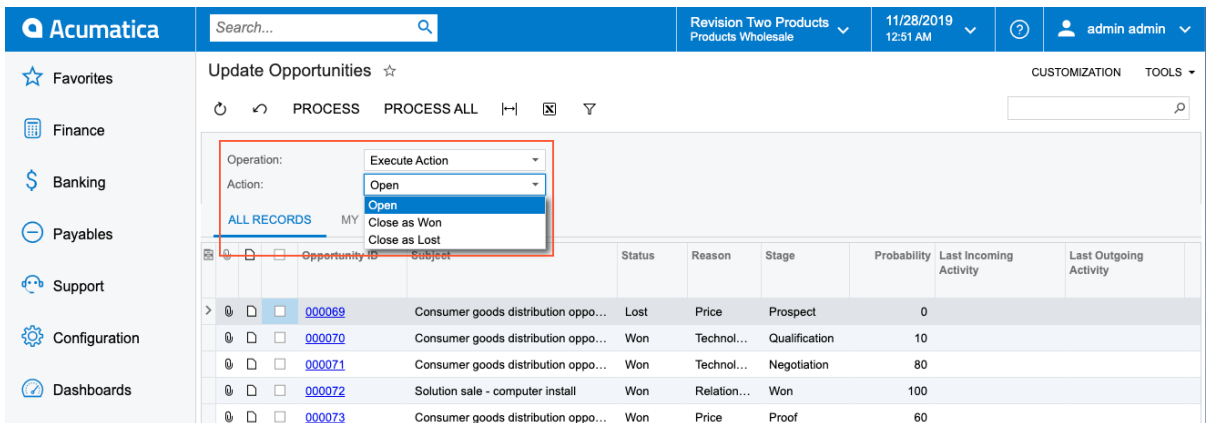 Acumatica
Search...
Revision Two Products
Products Wholesale
11/28/2019
12:51 AM
?
admin admin
Favorites
Finance
Banking
Payables
Support
Configuration
Dashboards
Update Opportunities
CUSTOMIZATION TOOLS
PROCESS PROCESS ALL
Operation: Execute Action
Action: Open
Open
Close as Won
Close as Lost
ALL RECORDS MY
Opportunity ID Subject Status Reason Stage Probability Last Incoming Activity Last Outgoing Activity
000069 Consumer goods distribution oppo... Lost Price Prospect 0
000070 Consumer goods distribution oppo... Won Technol... Qualification 10
000071 Consumer goods distribution oppo... Won Technol... Negotiation 80
000072 Solution sale - computer install Won Relation... Won 100
000073 Consumer goods distribution oppo... Won Price Proof 60